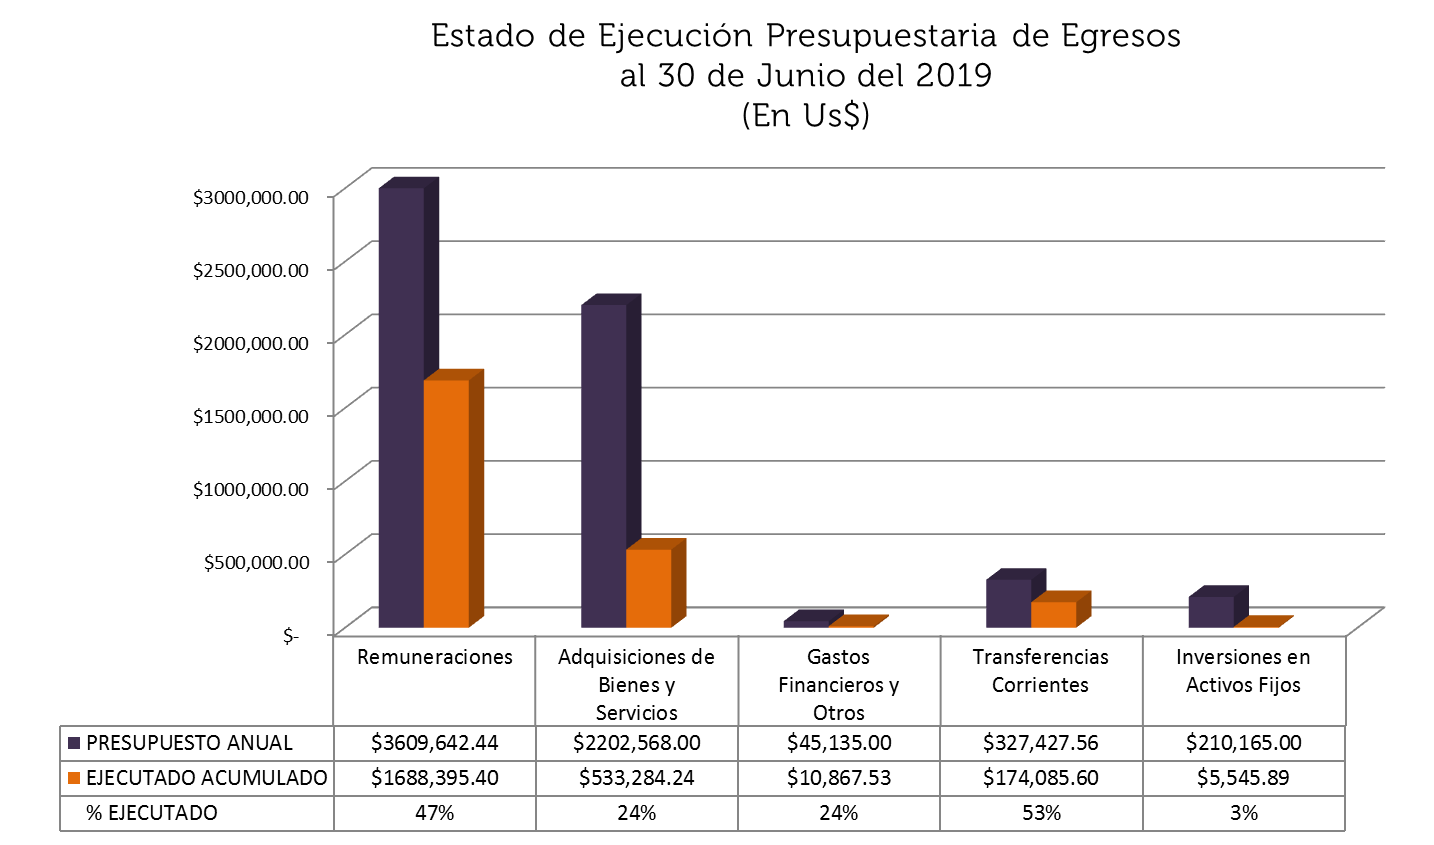 Estado de Ejecución Presupuestaria de Egresos
al 30 de Junio del 2019
(En Us$)
$3000,000.00
$2500,000.00
$2000,000.00
$1500,000.00
$1000,000.00
$500,000.00
$-
Remuneraciones
Adquisiciones de
Bienes y
Servicios
Gastos
Financieros y
Otros
Transferencias
Corrientes
Inversiones en
Activos Fijos
PRESUPUESTO ANUAL $3609,642.44 $2202,568.00 $45,135.00 $327,427.56 $210,165.00
EJECUTADO ACUMULADO $1688,395.40 $533,284.24 $10,867.53 $174,085.60 $5,545.89
% EJECUTADO 47% 24% 24% 53% 3%